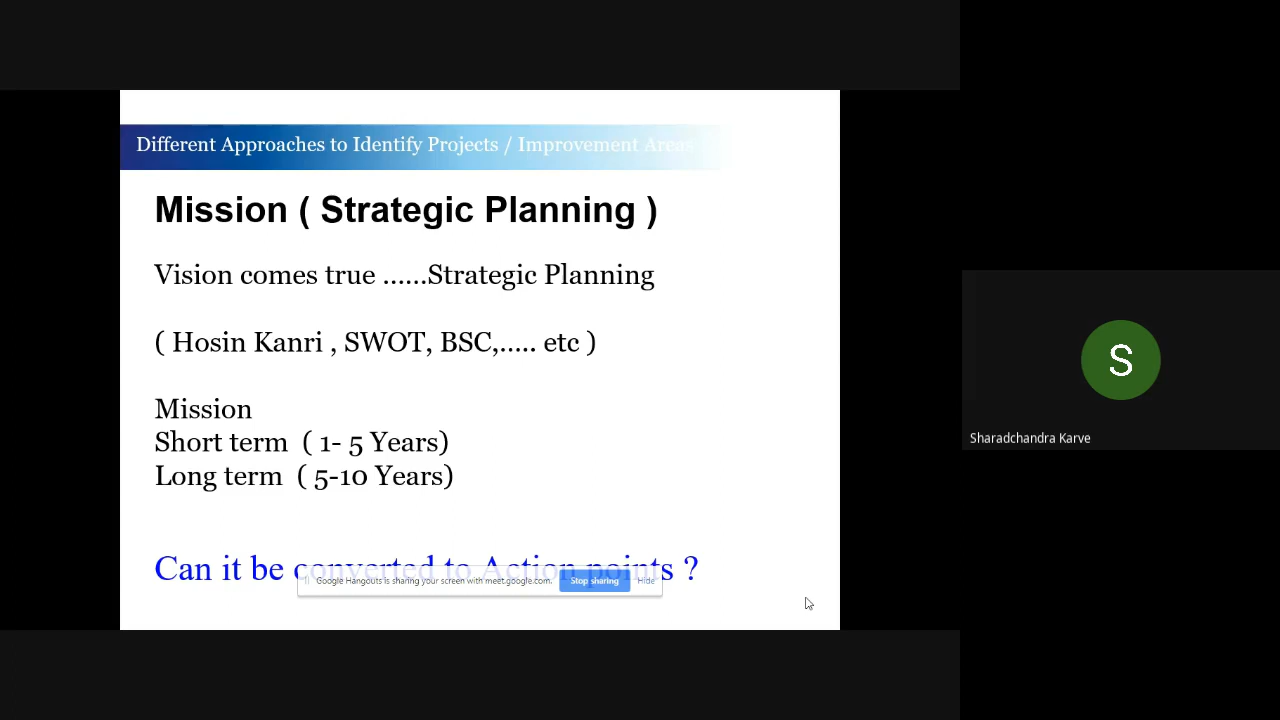 Different Approaches to Identify Projects / Improvement Areas
Mission ( Strategic Planning )
Vision comes true ......Strategic Planning
( Hosin Kanri , SWOT, BSC,..... etc )
Mission
Short term ( 1- 5 Years)
Long term ( 5-10 Years)
Can it be converted to Action points ?
Google Hangouts is sharing your screen with meet.google.com.
Stop sharing
Hide
S
Sharadchandra Karve